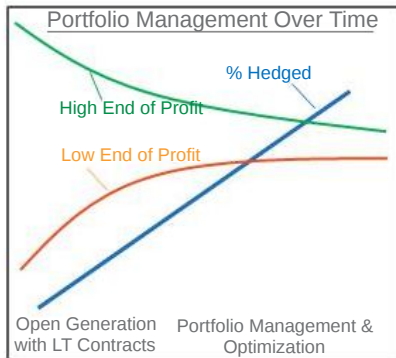 Portfolio Management Over Time
% Hedged
High End of Profit
Low End of Profit
Open Generation
with LT Contracts
Portfolio Management &
Optimization